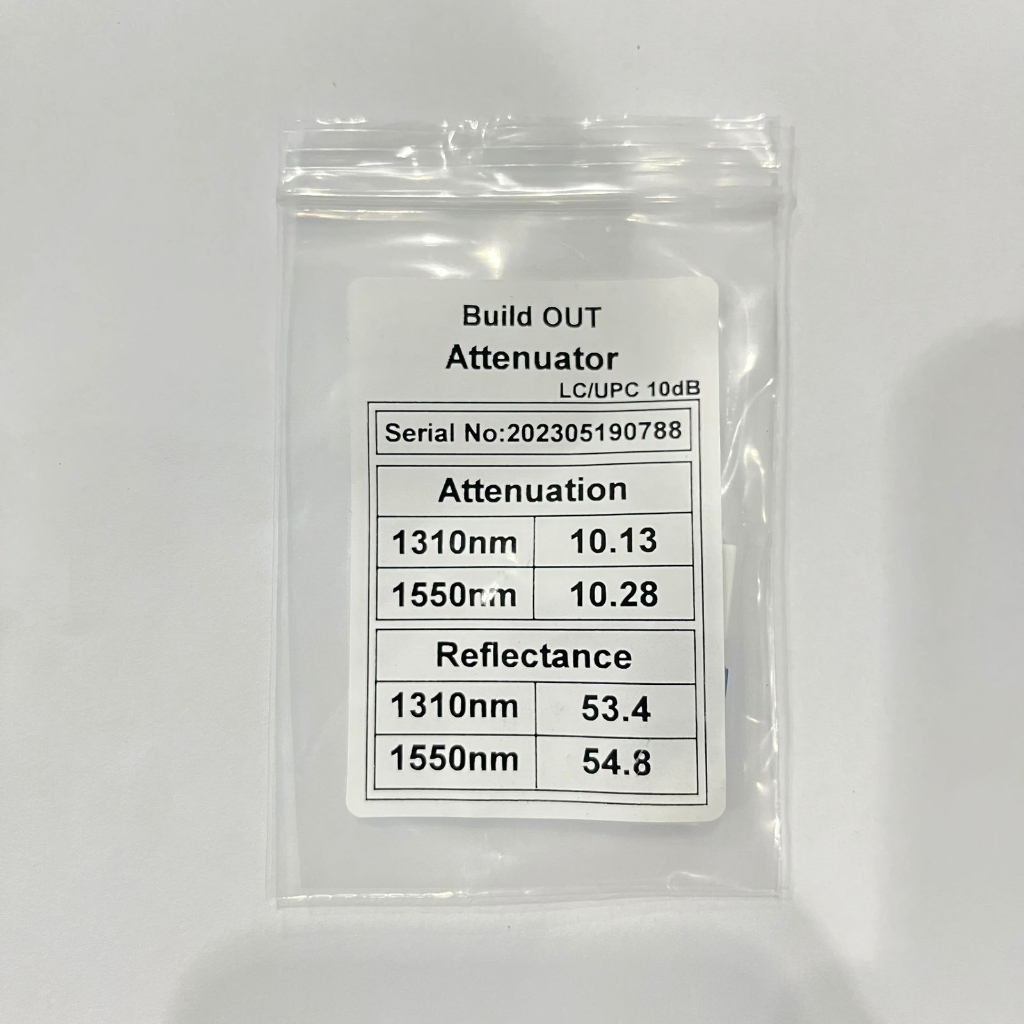 Build OUT
Attenuator
LC/UPC 10dB
Serial No:202305190788
Attenuation
1310nm 10.13
1550nm 10.28
Reflectance
1310nm 53.4
1550nm 54.8